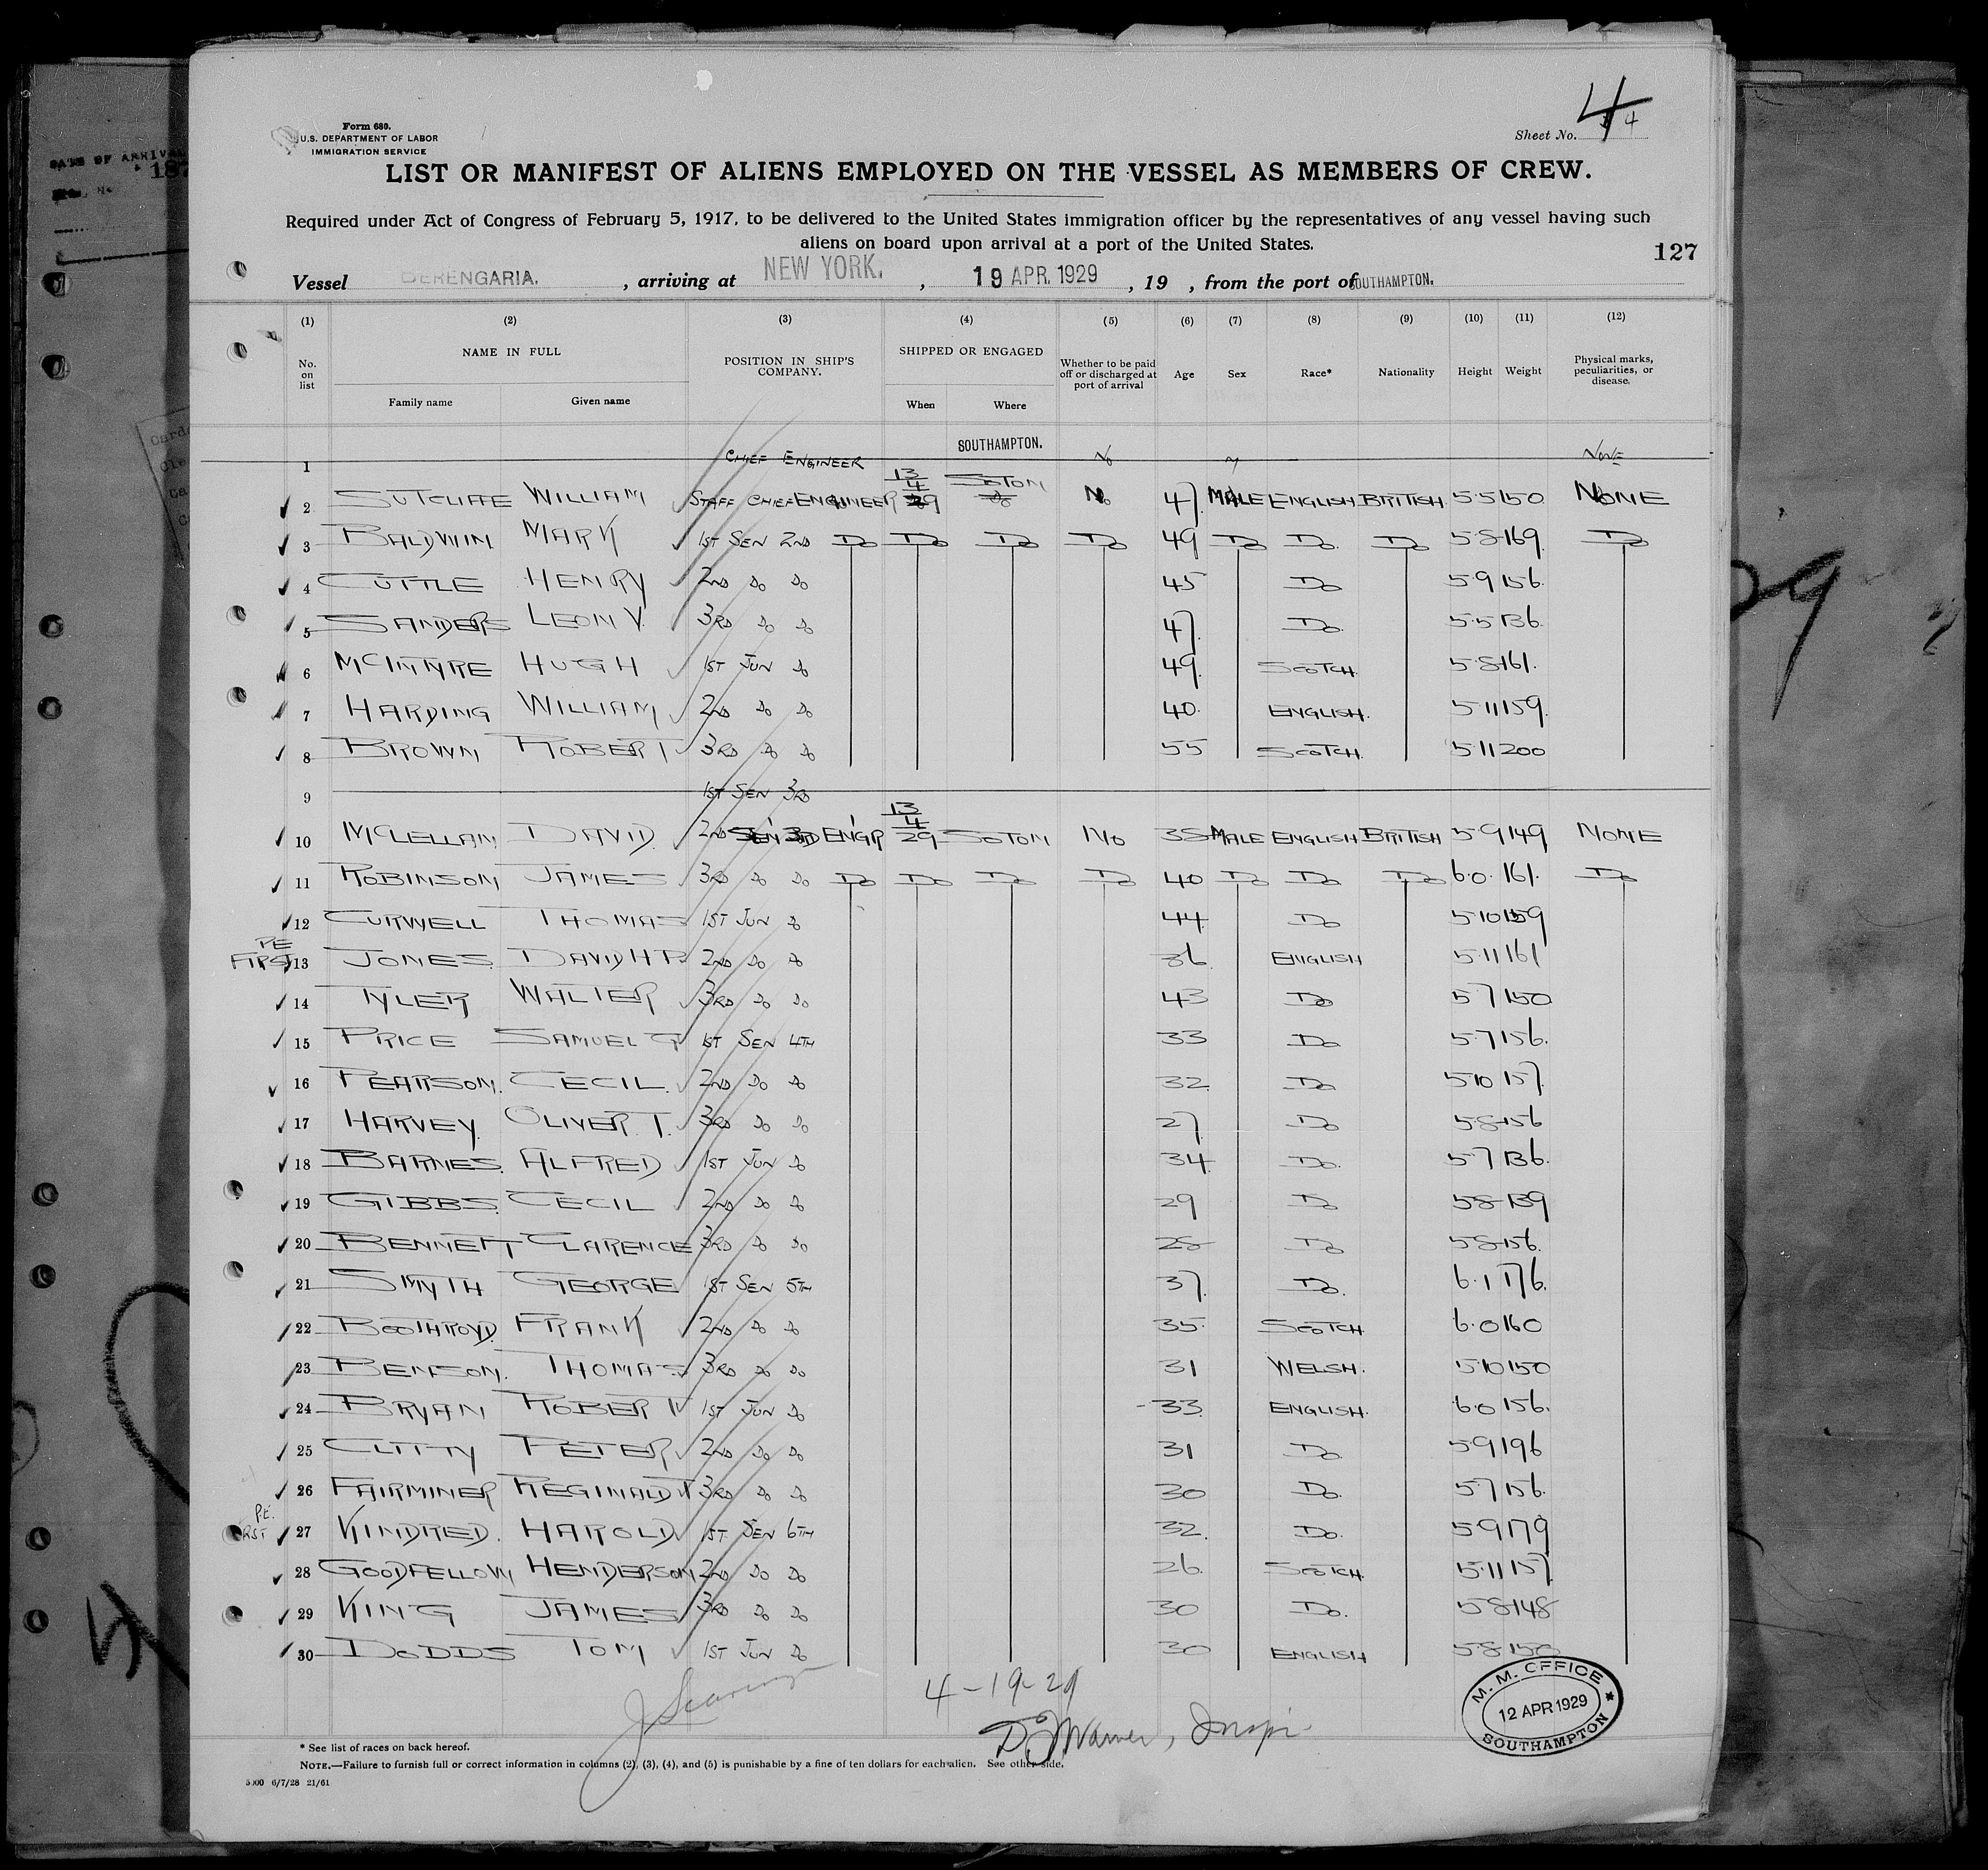 Form 680.
U.S. DEPARTMENT OF LABOR
IMMIGRATION SERVICE
Sheet No. 4 4
LIST OR MANIFEST OF ALIENS EMPLOYED ON THE VESSEL AS MEMBERS OF CREW.
Required under Act of Congress of February 5, 1917, to be delivered to the United States immigration officer by the representatives of any vessel having such
aliens on board upon arrival at a port of the United States.
127
Vessel BERENGARIA. , arriving at NEW YORK. , 19 APR. 1929 , 19 , from the port of SOUTHAMPTON.
(1) (2) (3) (4) (5) (6) (7) (8) (9) (10) (11) (12)
No. on list NAME IN FULL Family name Given name POSITION IN SHIP'S COMPANY. SHIPPED OR ENGAGED When Where Whether to be paid off or discharged at port of arrival Age Sex Race* Nationality Height Weight Physical marks, peculiarities, or disease.
SOUTHAMPTON.
1 CHIEF ENGINEER No NONE
2 SUTCLIFFE WILLIAM STAFF CHIEF ENGINEER 13/4 29 SOTON No 47 MALE ENGLISH BRITISH 5·5 150 NONE
3 BALDWIN MARK 1ST SEN 2ND DO DO DO DO 49 DO DO DO 5·8 169 DO
4 CUTTLE HENRY 2ND DO DO 45 DO 5·9 156
5 SANDERS LEON V. 3RD DO DO 47 DO 5·5 136
6 MCINTYRE HUGH 1ST JUN DO 49 SCOTCH 5·8 161
7 HARDING WILLIAM 2ND DO DO 40 ENGLISH 5·11 159
8 BROWN ROBERT 3RD DO DO 55 SCOTCH 5·11 200
9 1ST SEN 3RD
10 MCLELLAN DAVID 2ND SEN 3RD ENGR 13/4 29 SOTON No 38 MALE ENGLISH BRITISH 5·9 149 NONE
11 ROBINSON JAMES 3RD DO DO DO DO DO DO 40 DO DO DO 6·0 161 DO
12 CURWELL THOMAS 1ST JUN DO 44 DO 5·10 159
PE FIRST 13 JONES DAVID H P. 2ND DO DO 36 ENGLISH 5·11 161
14 TYLER WALTER 3RD DO DO 43 DO 5·7 150
15 PRICE SAMUEL G 1ST SEN 4TH 33 DO 5·7 156
16 PEARSON CECIL 2ND DO DO 32 DO 5·10 157
17 HARVEY OLIVER T. 3RD DO DO 27 DO 5·8 156
18 BARNES ALFRED 1ST JUN DO 34 DO 5·7 136
19 GIBBS CECIL 2ND DO DO 29 DO 5·8 139
20 BENNETT CLARENCE 3RD DO DO 28 DO 5·8 156
21 SMYTH GEORGE 1ST SEN 5TH 37 DO 6·1 176
22 BOOTHROYD FRANK 2ND DO DO 35 SCOTCH 6·0 160
23 BENSON THOMAS 3RD DO DO 31 WELSH 5·10 150
24 BRYAN ROBERT 1ST JUN DO 33 ENGLISH 6·0 156
25 CUTTY PETER 2ND DO DO 31 DO 5·9 196
26 FAIRMINER REGINALD 3RD DO DO 30 DO 5·7 156
P.E. RST 27 KINDRED HAROLD 1ST SEN 6TH 32 DO 5·9 179
28 GOODFELLOW HENDERSON 2ND DO DO 26 SCOTCH 5·11 157
29 KING JAMES 3RD DO DO 30 DO 5·8 148
30 DODDS TOM 1ST JUN DO 30 ENGLISH 5·8
4-19-29
Warner, Inspr
M. M. OFFICE
12 APR 1929
SOUTHAMPTON
* See list of races on back hereof.
NOTE.—Failure to furnish full or correct information in columns (2), (3), (4), and (5) is punishable by a fine of ten dollars for each alien. See other side.
6/7/28 21/61
DATE OF ARRIVAL